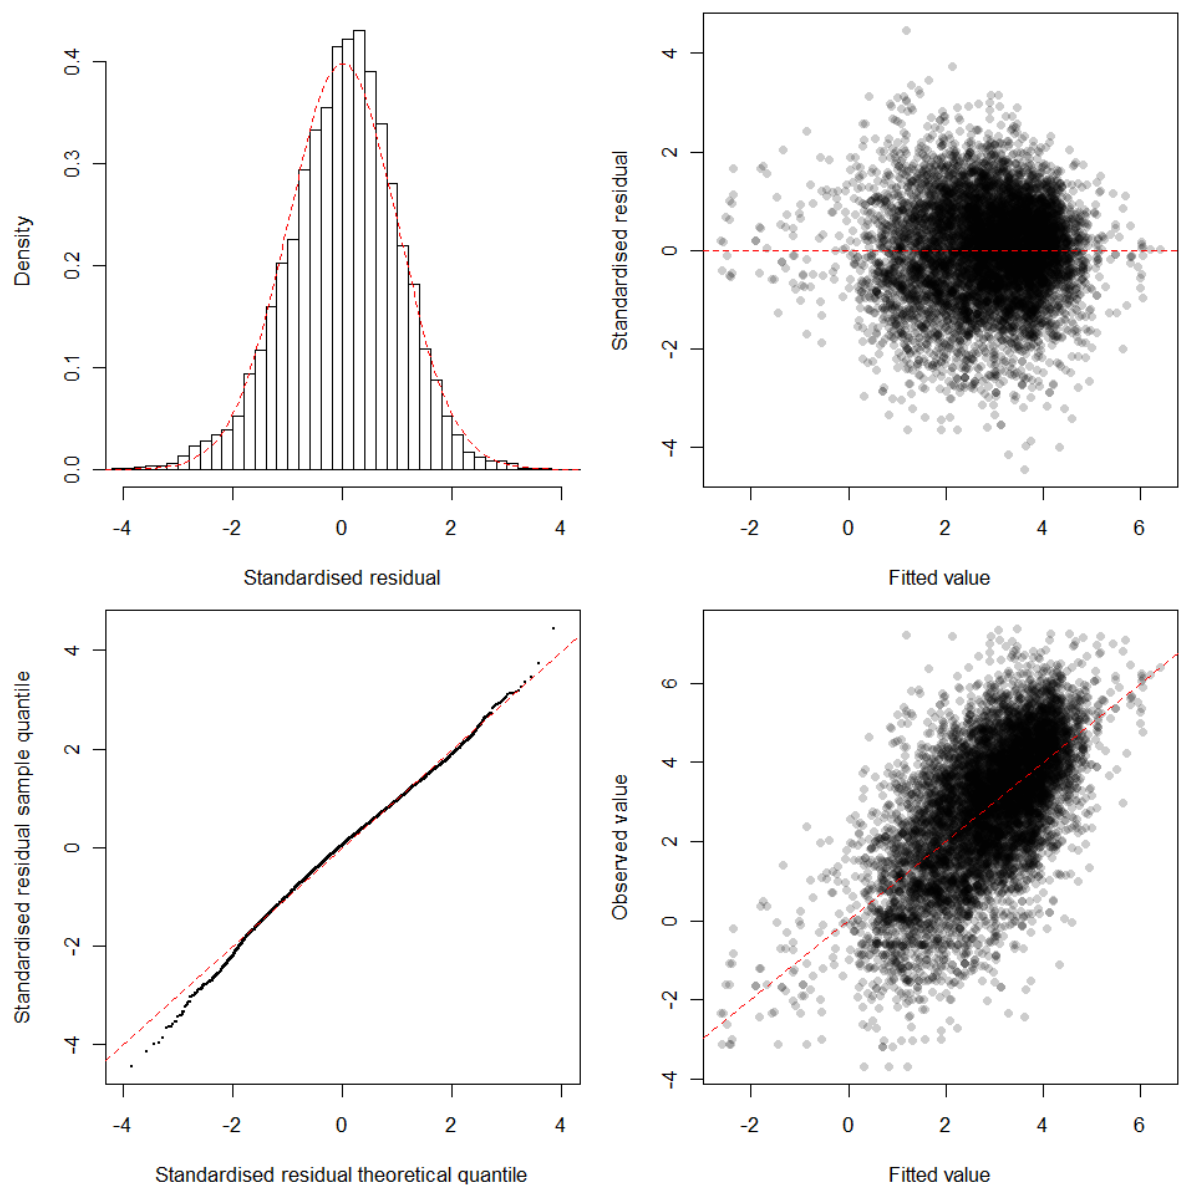 Density
0.0 0.1 0.2 0.3 0.4
-4 -2 0 2 4
Standardised residual
Standardised residual
-4 -2 0 2 4
-2 0 2 4 6
Fitted value
Standardised residual sample quantile
-4 -2 0 2 4
-4 -2 0 2 4
Standardised residual theoretical quantile
Observed value
-4 -2 0 2 4 6
-2 0 2 4 6
Fitted value